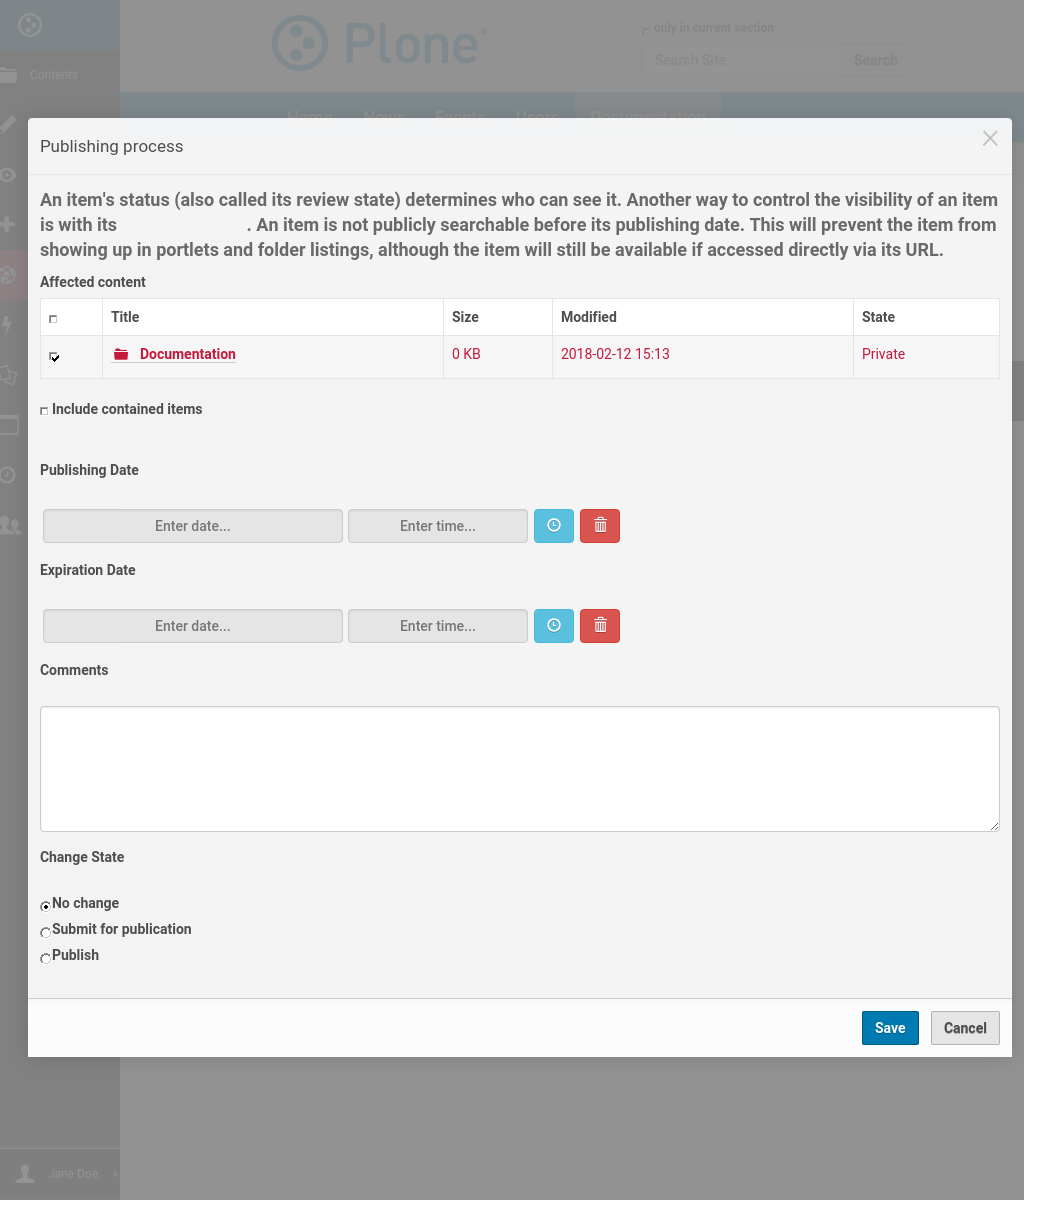 Plone®
only in current section
Search Site
Search
Contents
Home News Events Users Documentation
Publishing process
An item's status (also called its review state) determines who can see it. Another way to control the visibility of an item
is with its . An item is not publicly searchable before its publishing date. This will prevent the item from
showing up in portlets and folder listings, although the item will still be available if accessed directly via its URL.
Affected content
Title Size Modified State
Documentation 0 KB 2018-02-12 15:13 Private
Include contained items
Publishing Date
Enter date... Enter time...
Expiration Date
Enter date... Enter time...
Comments
Change State
No change
Submit for publication
Publish
Save Cancel
Jane Doe